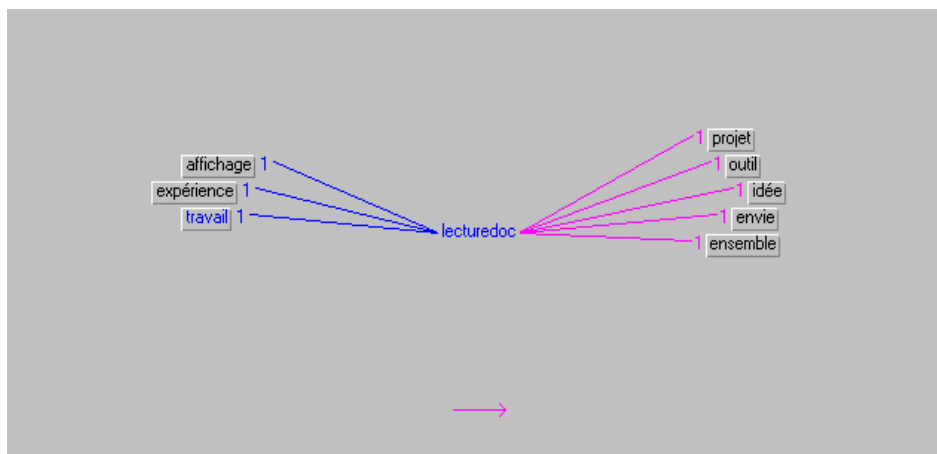 affichage 1
expérience 1
travail 1
lecturedoc
1 projet
1 outil
1 idée
1 envie
1 ensemble